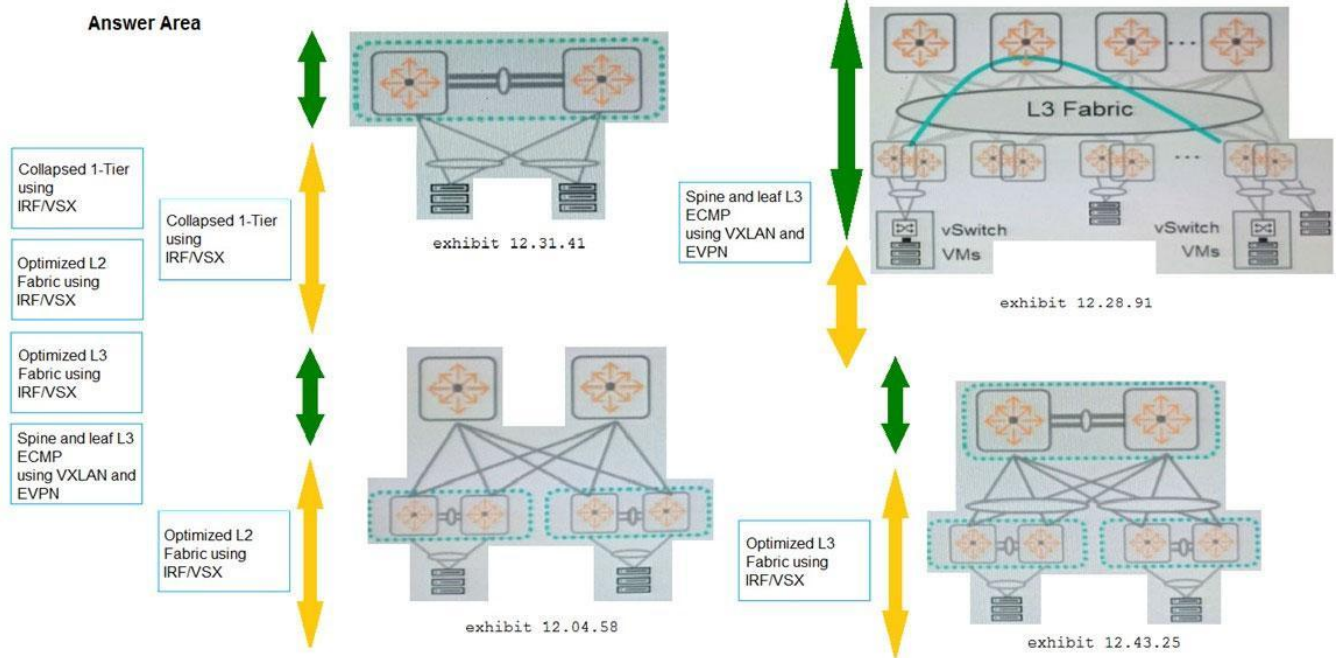 Answer Area
Collapsed 1-Tier
using
IRF/VSX
Optimized L2
Fabric using
IRF/VSX
Optimized L3
Fabric using
IRF/VSX
Spine and leaf L3
ECMP
using VXLAN and
EVPN
Collapsed 1-Tier
using
IRF/VSX
exhibit 12.31.41
Optimized L2
Fabric using
IRF/VSX
exhibit 12.04.58
Spine and leaf L3
ECMP
using VXLAN and
EVPN
L3 Fabric
vSwitch
VMs
vSwitch
VMs
exhibit 12.28.91
Optimized L3
Fabric using
IRF/VSX
exhibit 12.43.25